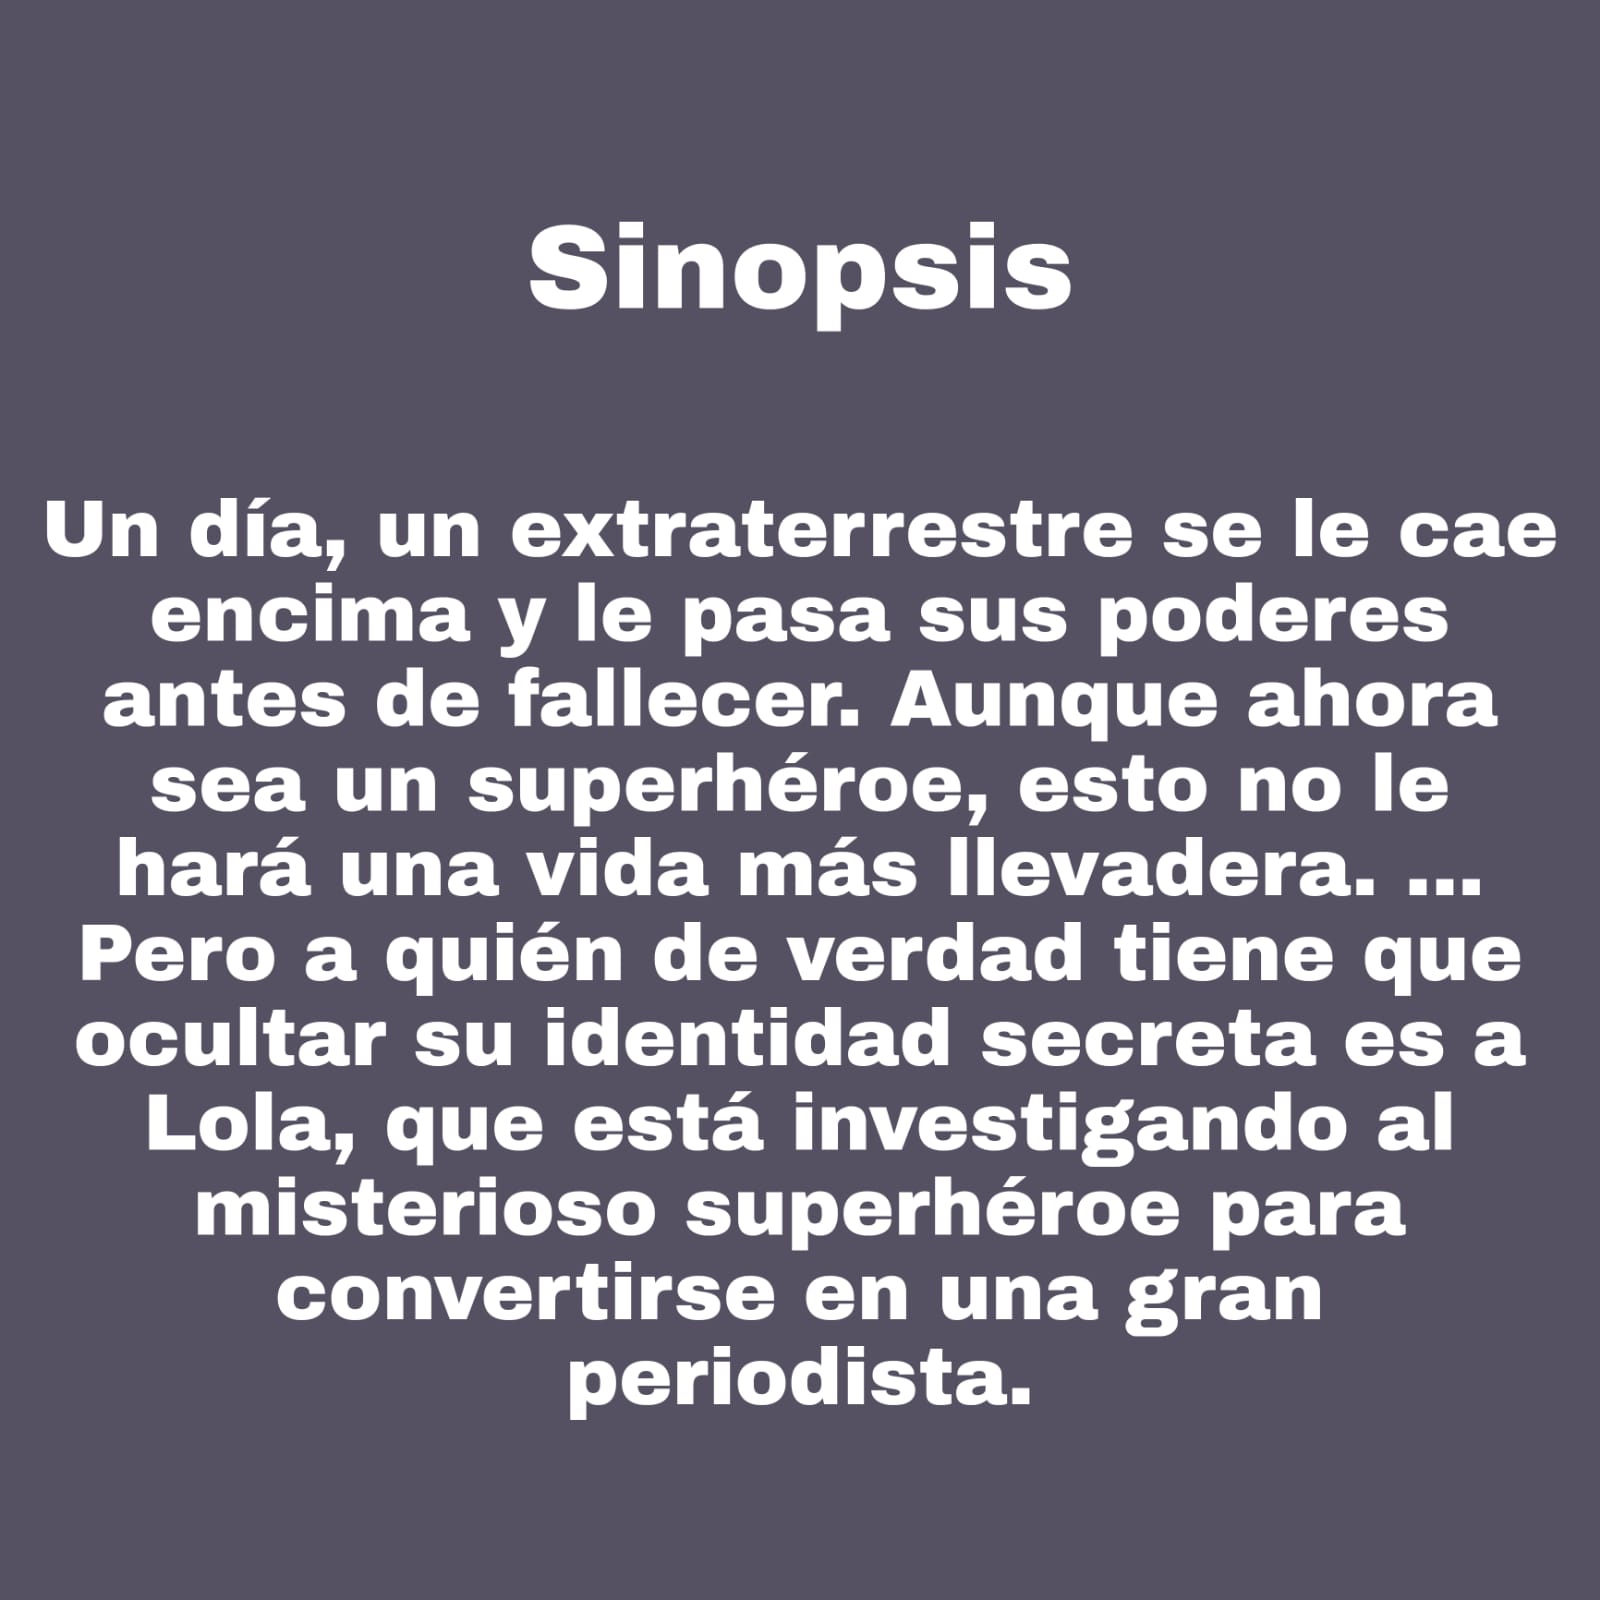 Sinopsis
Un día, un extraterrestre se le cae
encima y le pasa sus poderes
antes de fallecer. Aunque ahora
sea un superhéroe, esto no le
hará una vida más llevadera. ...
Pero a quién de verdad tiene que
ocultar su identidad secreta es a
Lola, que está investigando al
misterioso superhéroe para
convertirse en una gran
periodista.